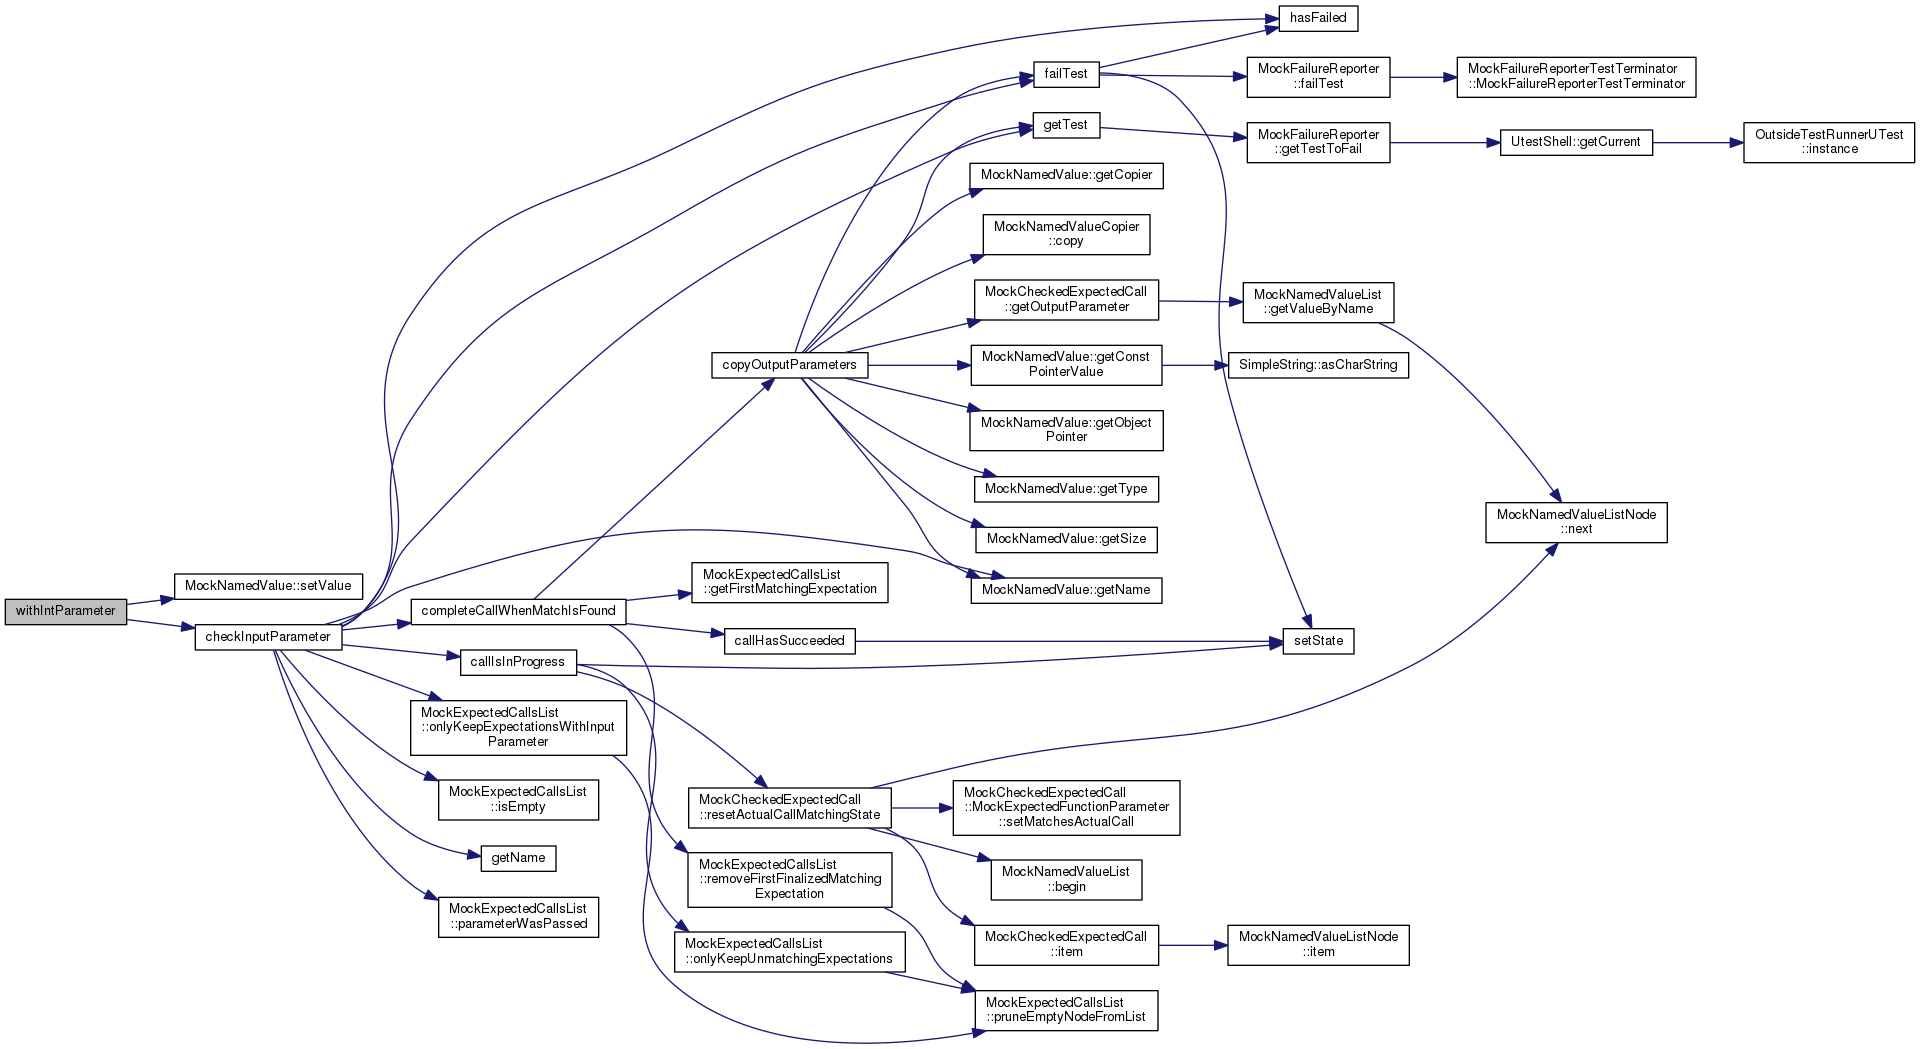 hasFailed
failTest
MockFailureReporter
::failTest
MockFailureReporterTestTerminator
::MockFailureReporterTestTerminator
getTest
MockFailureReporter
::getTestToFail
UtestShell::getCurrent
OutsideTestRunnerUTest
::instance
MockNamedValue::getCopier
MockNamedValueCopier
::copy
MockCheckedExpectedCall
::getOutputParameter
MockNamedValueList
::getValueByName
copyOutputParameters
MockNamedValue::getConst
PointerValue
SimpleString::asCharString
MockNamedValue::getObject
Pointer
MockNamedValue::getType
MockNamedValueListNode
::next
MockNamedValue::getSize
MockNamedValue::setValue
MockExpectedCallsList
::getFirstMatchingExpectation
MockNamedValue::getName
withIntParameter
completeCallWhenMatchIsFound
checkInputParameter
callHasSucceeded
setState
callIsInProgress
MockExpectedCallsList
::onlyKeepExpectationsWithInput
Parameter
MockExpectedCallsList
::isEmpty
MockCheckedExpectedCall
::resetActualCallMatchingState
MockCheckedExpectedCall
::MockExpectedFunctionParameter
::setMatchesActualCall
getName
MockExpectedCallsList
::removeFirstFinalizedMatching
Expectation
MockNamedValueList
::begin
MockExpectedCallsList
::parameterWasPassed
MockExpectedCallsList
::onlyKeepUnmatchingExpectations
MockCheckedExpectedCall
::item
MockNamedValueListNode
::item
MockExpectedCallsList
::pruneEmptyNodeFromList